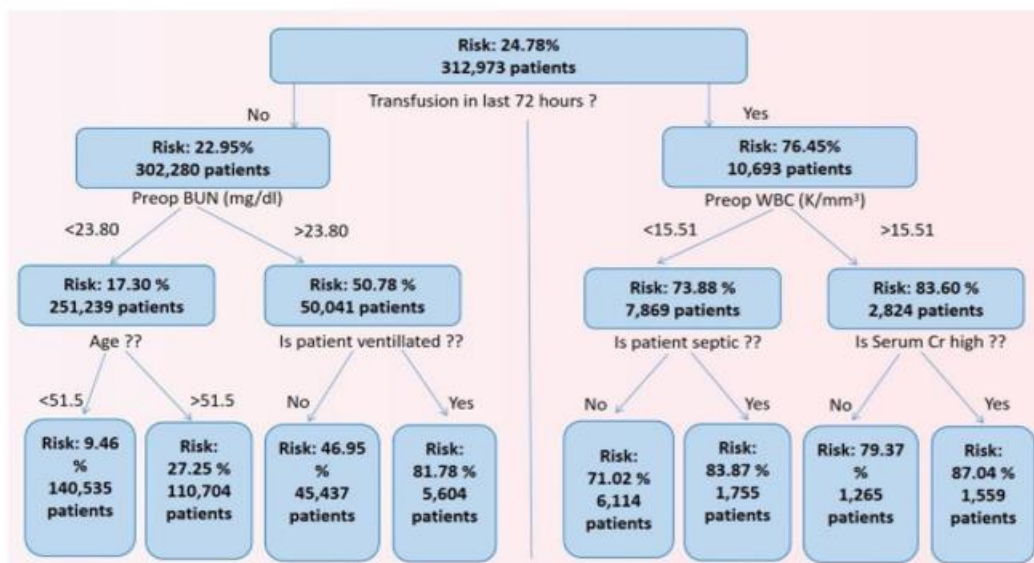 Risk: 24.78%
312,973 patients
Transfusion in last 72 hours ?
No
Yes
Risk: 22.95%
302,280 patients
Risk: 76.45%
10,693 patients
Preop BUN (mg/dl)
Preop WBC (K/mm³)
<23.80
>23.80
<15.51
>15.51
Risk: 17.30 %
251,239 patients
Risk: 50.78 %
50,041 patients
Risk: 73.88 %
7,869 patients
Risk: 83.60 %
2,824 patients
Age ??
Is patient ventillated ??
Is patient septic ??
Is Serum Cr high ??
<51.5
>51.5
No
Yes
No
Yes
No
Yes
Risk: 9.46
%
140,535
patients
Risk:
27.25 %
110,704
patients
Risk: 46.95
%
45,437
patients
Risk:
81.78 %
5,604
patients
Risk:
71.02 %
6,114
patients
Risk:
83.87 %
1,755
patients
Risk: 79.37
%
1,265
patients
Risk:
87.04 %
1,559
patients